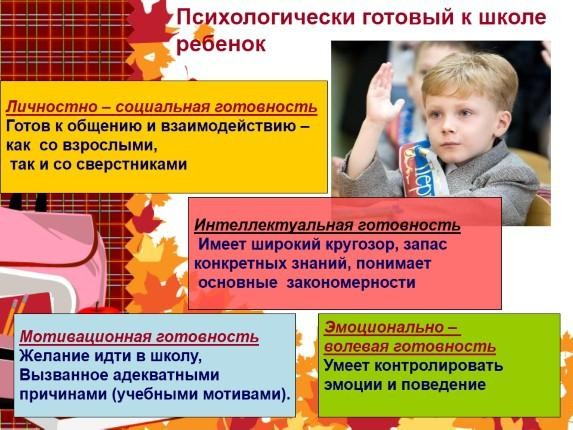 Психологически готовый к школе
ребенок
Личностно – социальная готовность
Готов к общению и взаимодействию –
как  со взрослыми,
так и со сверстниками
Интеллектуальная готовность
Имеет широкий кругозор, запас
конкретных знаний, понимает
основные  закономерности
Мотивационная готовность
Желание идти в школу,
Вызванное адекватными
причинами (учебными мотивами).
Эмоционально –
волевая готовность
Умеет контролировать
эмоции и поведение